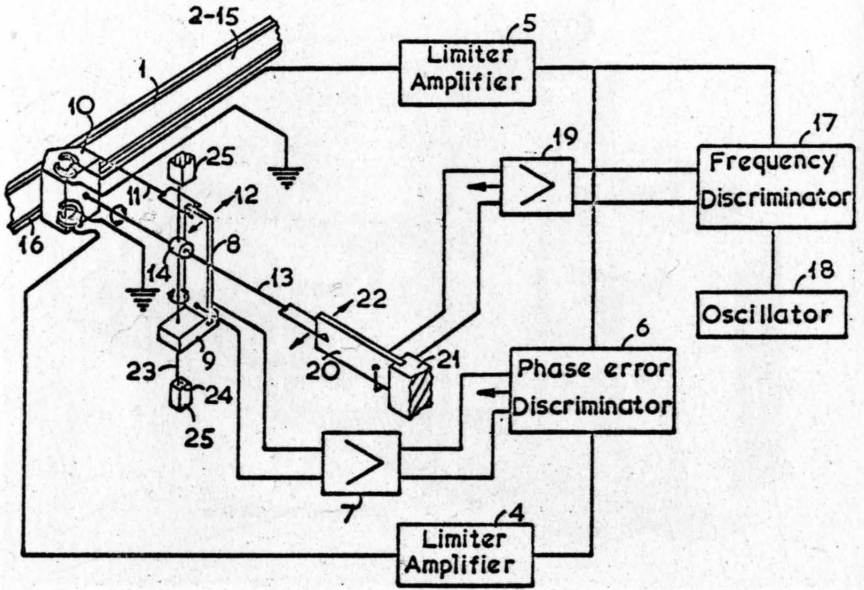 2-15
5
1
Limiter
Amplifier
10
25
19
17
Frequency
Discriminator
11
12
8
16
14
13
18
Oscillator
22
6
9
21
20
Phase error
Discriminator
23
24
25
7
4
Limiter
Amplifier